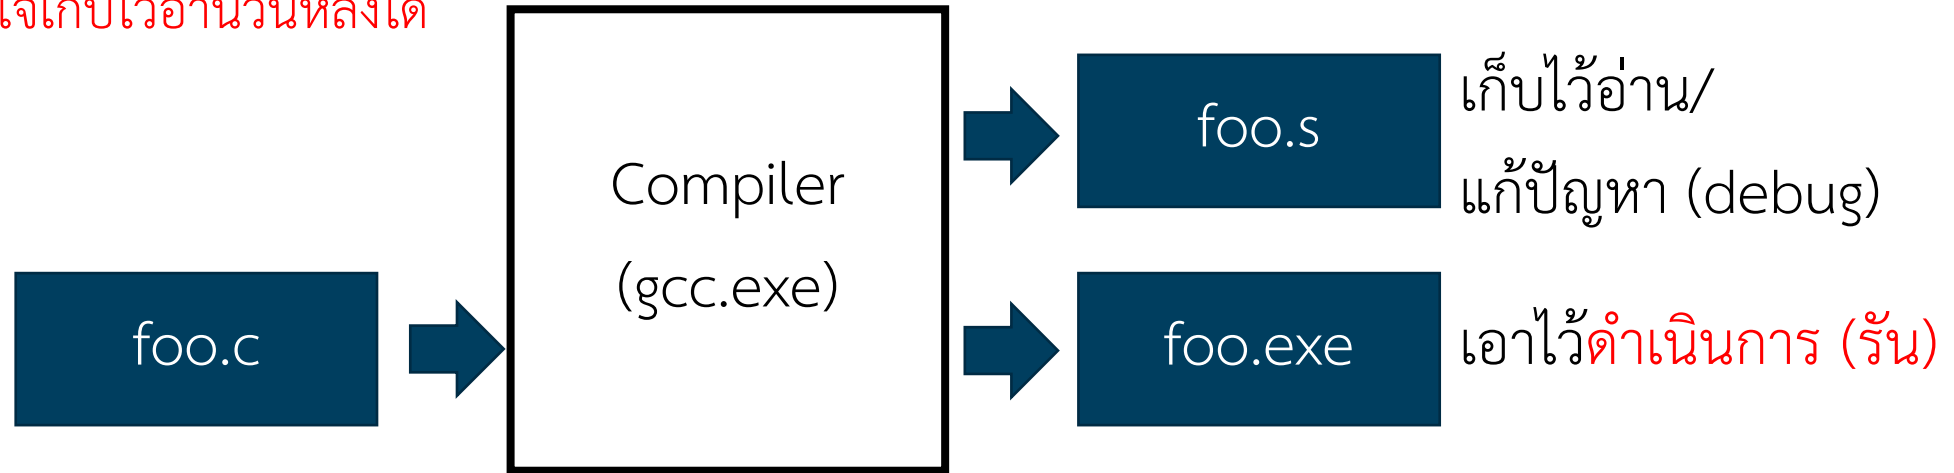 foo.c
Compiler
(gcc.exe)
foo.s
เก็บไว้อ่าน/
แก้ปัญหา (debug)
foo.exe
เอาไว้ดำเนินการ (รัน)